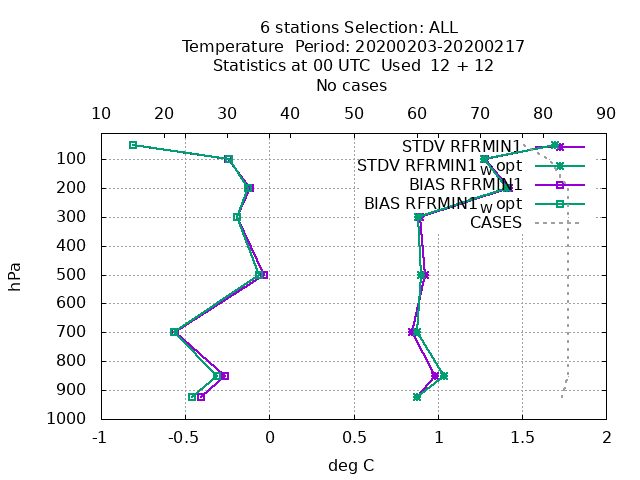 6 stations Selection: ALL
Temperature  Period: 20200203-20200217
Statistics at 00 UTC  Used  12 + 12
No cases
10 20 30 40 50 60 70 80 90
STDV RFRMIN1
STDV RFRMIN1_w opt
BIAS RFRMIN1
BIAS RFRMIN1_w opt
CASES
hPa
100
200
300
400
500
600
700
800
900
1000
-1 -0.5 0 0.5 1 1.5 2
deg C